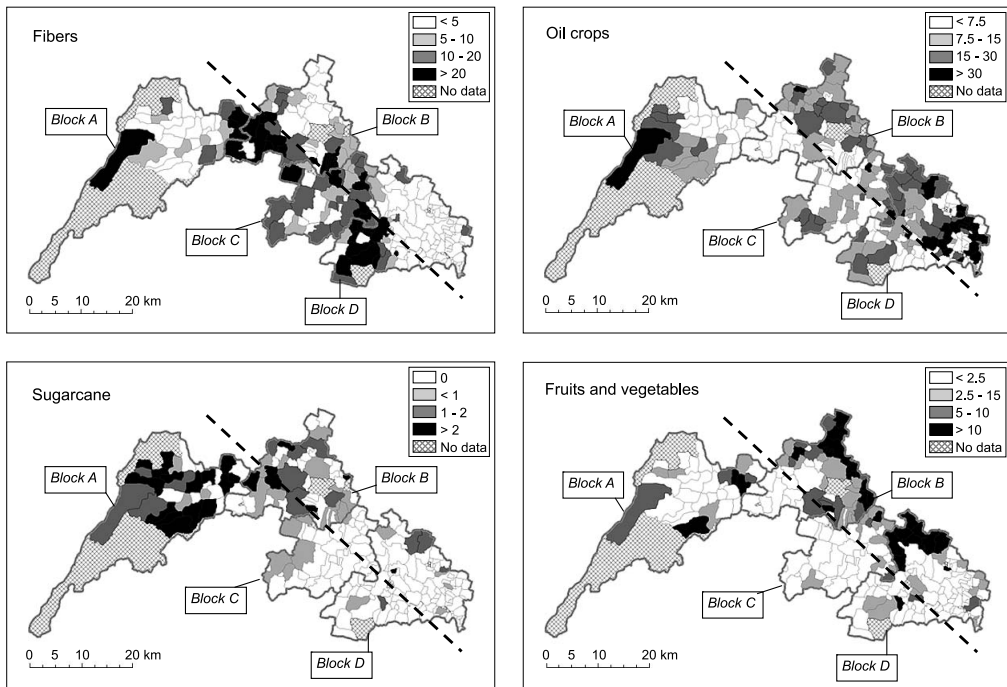 Fibers
< 5
5 - 10
10 - 20
> 20
No data
Block A
Block B
Block C
Block D
0 5 10 20 km
Oil crops
< 7.5
7.5 - 15
15 - 30
> 30
No data
Block A
Block B
Block C
Block D
0 5 10 20 km
Sugarcane
0
< 1
1 - 2
> 2
No data
Block A
Block B
Block C
Block D
0 5 10 20 km
Fruits and vegetables
< 2.5
2.5 - 15
5 - 10
> 10
No data
Block A
Block B
Block C
Block D
0 5 10 20 km